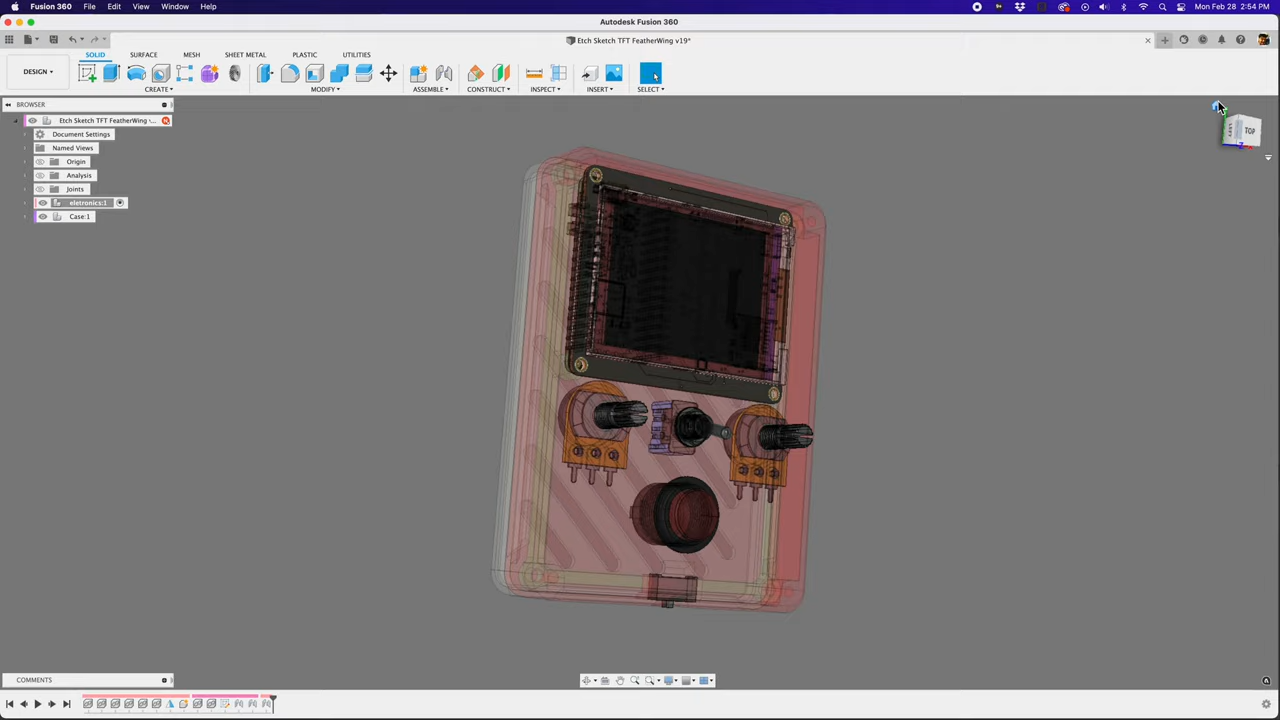 Fusion 360 File Edit View Window Help Mon Feb 28 2:54 PM
Autodesk Fusion 360
Etch Sketch TFT FeatherWing v19*
SOLID SURFACE MESH SHEET METAL PLASTIC UTILITIES
DESIGN
CREATE MODIFY ASSEMBLE CONSTRUCT INSPECT INSERT SELECT
BROWSER
Etch Sketch TFT FeatherWing -...
Document Settings
Named Views
Origin
Analysis
Joints
eletronics:1
Case:1
LEFT TOP
Z
COMMENTS